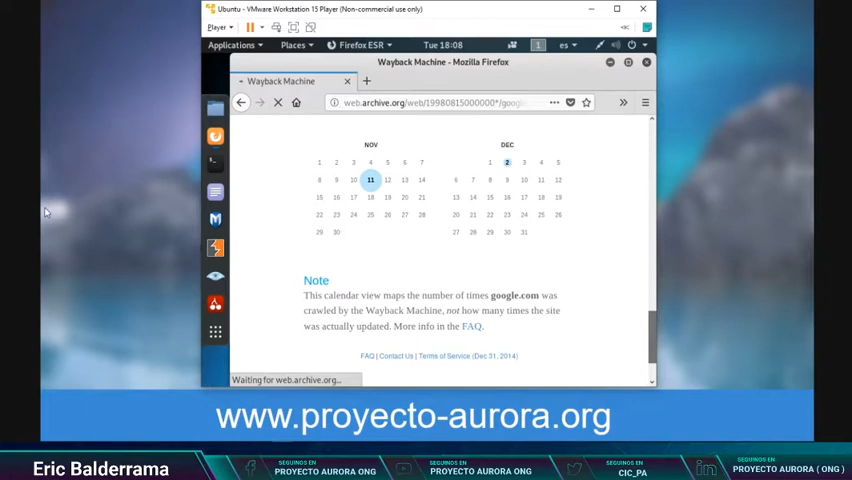 Ubuntu - VMware Workstation 15 Player (Non-commercial use only)
Player
Applications Places Firefox ESR Tue 18:08 1 es
Wayback Machine - Mozilla Firefox
Wayback Machine
web.archive.org/web/19980815000000*/google
NOV DEC
1 2 3 4 5 6 7 1 2 3 4 5
8 9 10 11 12 13 14 6 7 8 9 10 11 12
15 16 17 18 19 20 21 13 14 15 16 17 18 19
22 23 24 25 26 27 28 20 21 22 23 24 25 26
29 30 27 28 29 30 31
Note
This calendar view maps the number of times google.com was
crawled by the Wayback Machine, not how many times the site
was actually updated. More info in the FAQ.
FAQ | Contact Us | Terms of Service (Dec 31, 2014)
Waiting for web.archive.org...
www.proyecto-aurora.org
Eric Balderrama
SEGUINOS EN
PROYECTO AURORA ONG
SEGUINOS EN
PROYECTO AURORA ONG
SEGUINOS EN
CIC_PA
SEGUINOS EN
PROYECTO AURORA ( ONG )